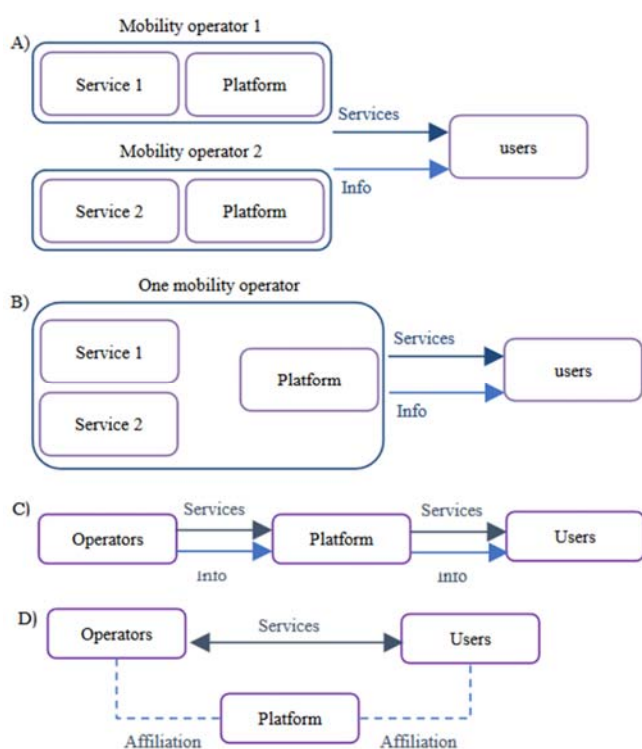 Mobility operator 1
A)
Service 1
Platform
Services
users
Mobility operator 2
Info
Service 2
Platform
One mobility operator
B)
Service 1
Services
Platform
users
Service 2
Info
C)
Services
Services
Operators
Platform
Users
Info
Info
D)
Operators
Services
Users
Platform
Affiliation
Affiliation